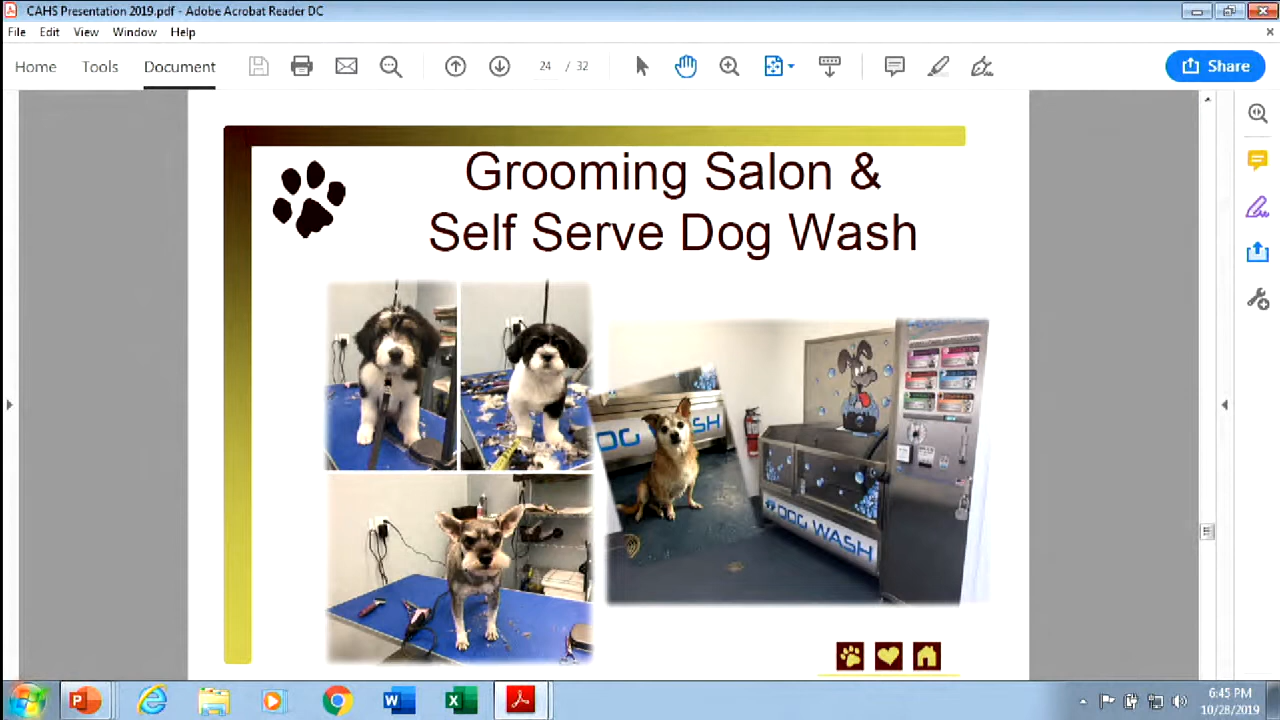 CAHS Presentation 2019.pdf - Adobe Acrobat Reader DC
File Edit View Window Help
Home Tools Document 24 / 32 Share
Grooming Salon &
Self Serve Dog Wash
OG WASH
DOG WASH
6:45 PM
10/28/2019